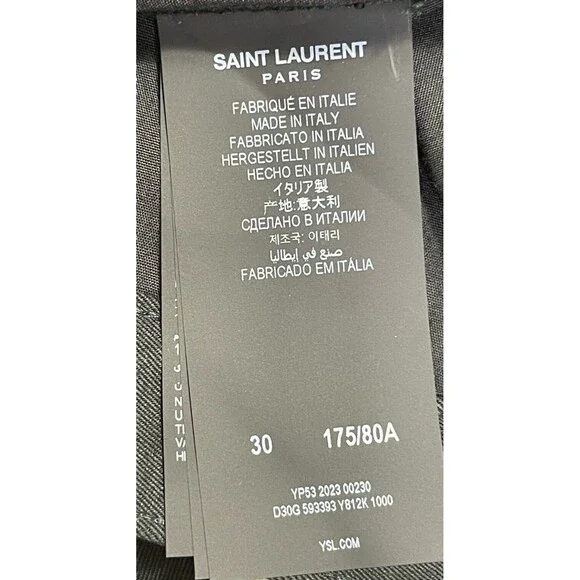 SAINT LAURENT
PARIS
FABRIQUÉ EN ITALIE
MADE IN ITALY
FABBRICATO IN ITALIA
HERGESTELLT IN ITALIEN
HECHO EN ITALIA
イタリア製
产地:意大利
СДЕЛАНО В ИТАЛИИ
제조국: 이태리
صنع في إيطاليا
FABRICADO EM ITÁLIA
30 175/80A
YP53 2023 00230
D30G 593393 Y812K 1000
YSL.COM